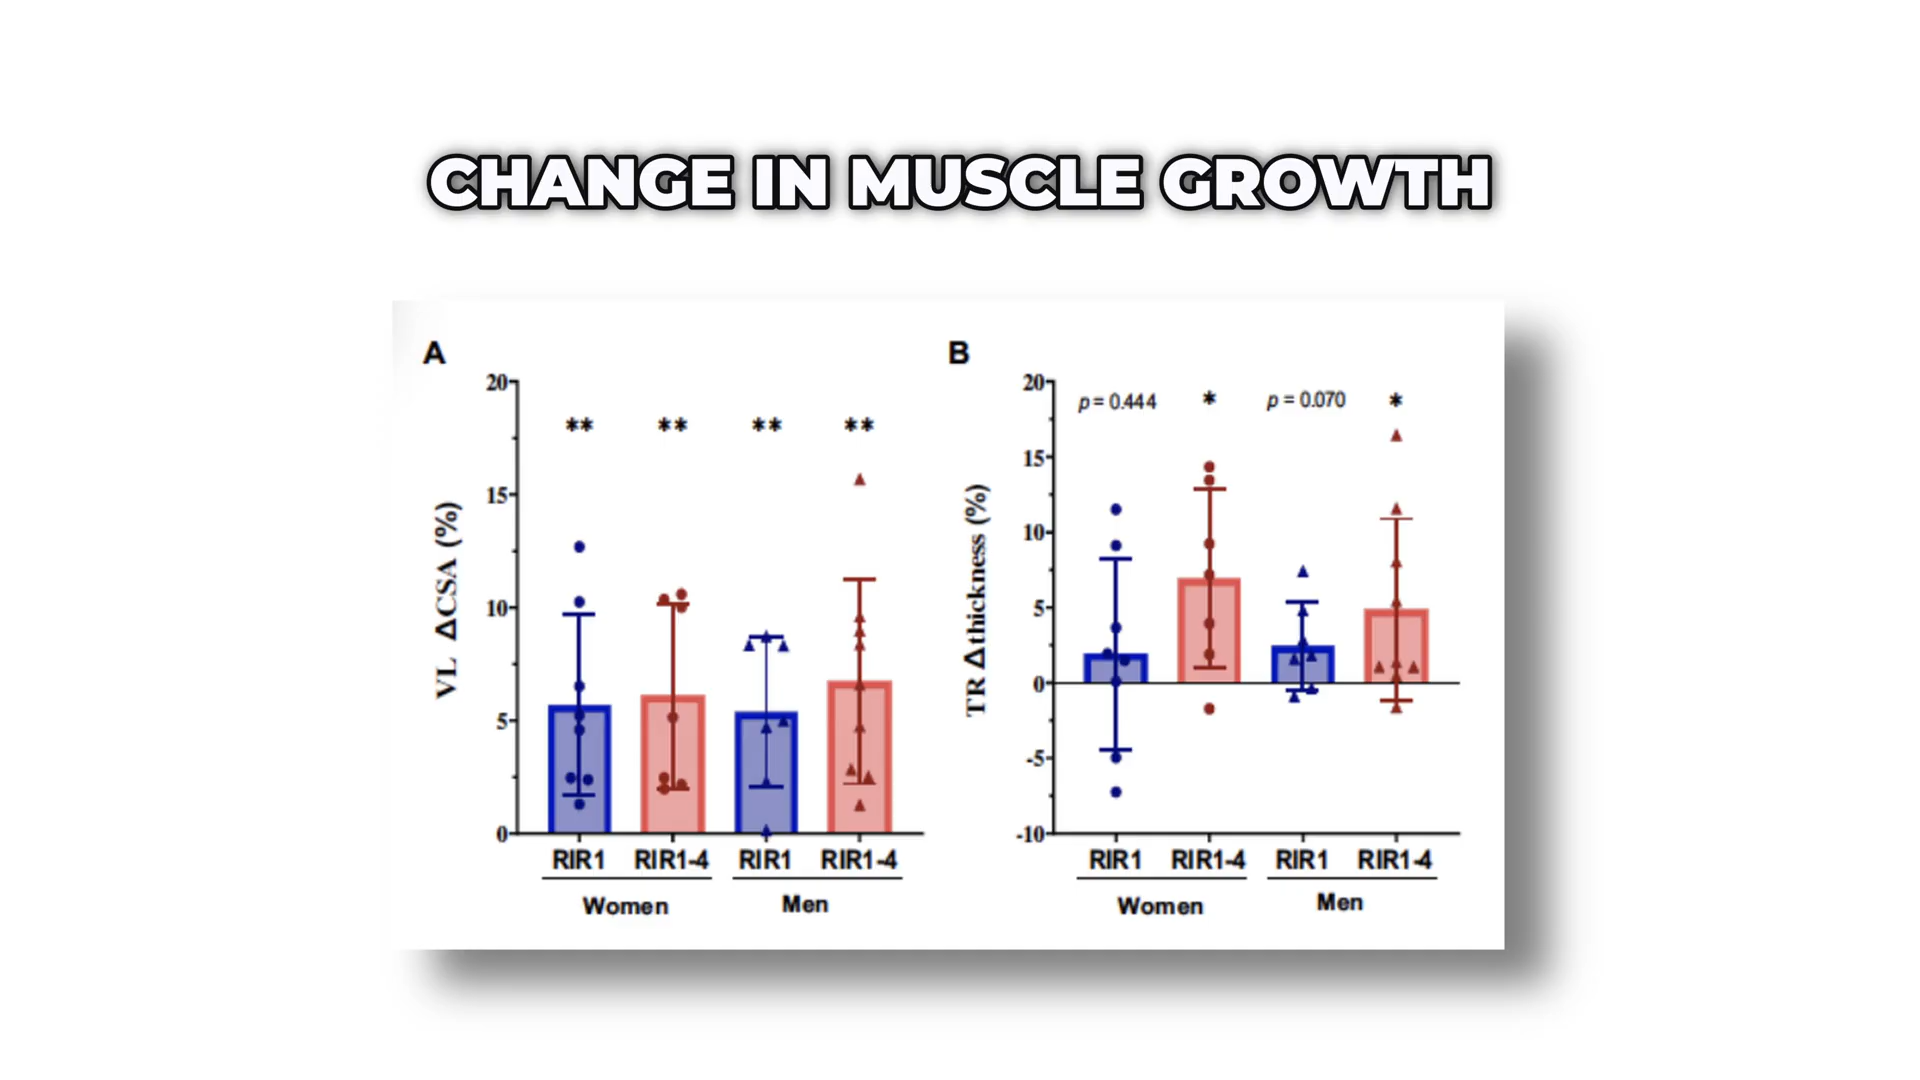 CHANGE IN MUSCLE GROWTH
A
VL ΔCSA (%)
20
15
10
5
0
** ** ** **
RIR1 RIR1-4 RIR1 RIR1-4
Women Men
B
TR Δthickness (%)
20
15
10
5
0
-5
-10
p = 0.444 * p = 0.070 *
RIR1 RIR1-4 RIR1 RIR1-4
Women Men